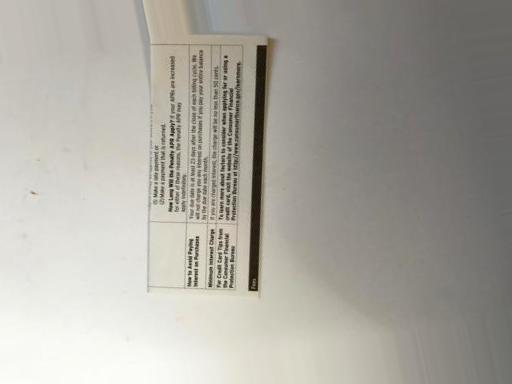 (1) Make a late payment or
(2) Make a payment that is returned.
How Long Will the Penalty APR Apply? If your APRs are increased
for either of these reasons, the Penalty APR may
apply indefinitely.
How to Avoid Paying
Interest on Purchases
Your due date is at least 23 days after the close of each billing cycle. We
will not charge you any interest on purchases if you pay your entire balance
by the due date each month.
Minimum Interest Charge
If you are charged interest, the charge will be no less than 50 cents.
For Credit Card Tips from
the Consumer Financial
Protection Bureau
To learn more about factors to consider when applying for or using a
credit card, visit the website of the Consumer Financial
Protection Bureau at http://www.consumerfinance.gov/learnmore.
Fees